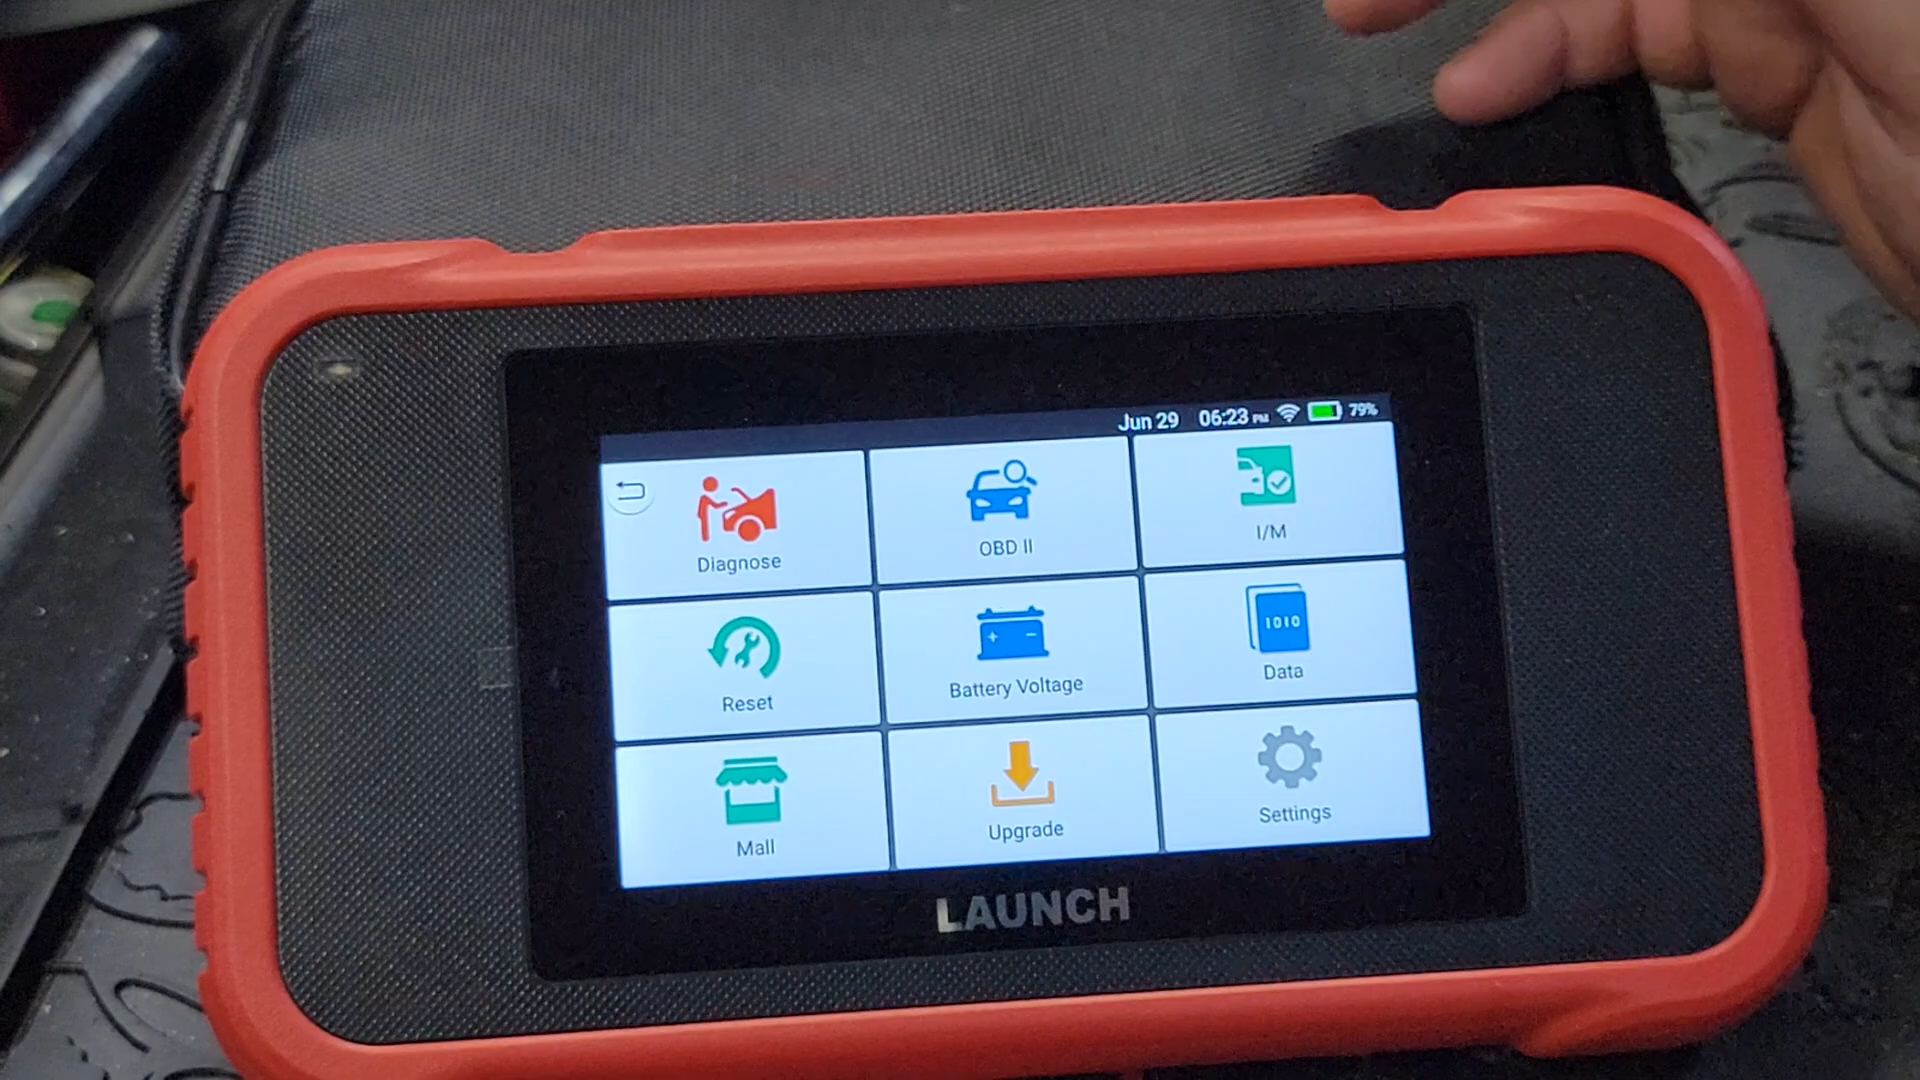 Jun 29 06:23 PM 79%
Diagnose
OBD II
I/M
Reset
Battery Voltage
1010
Data
Mall
Upgrade
Settings
LAUNCH